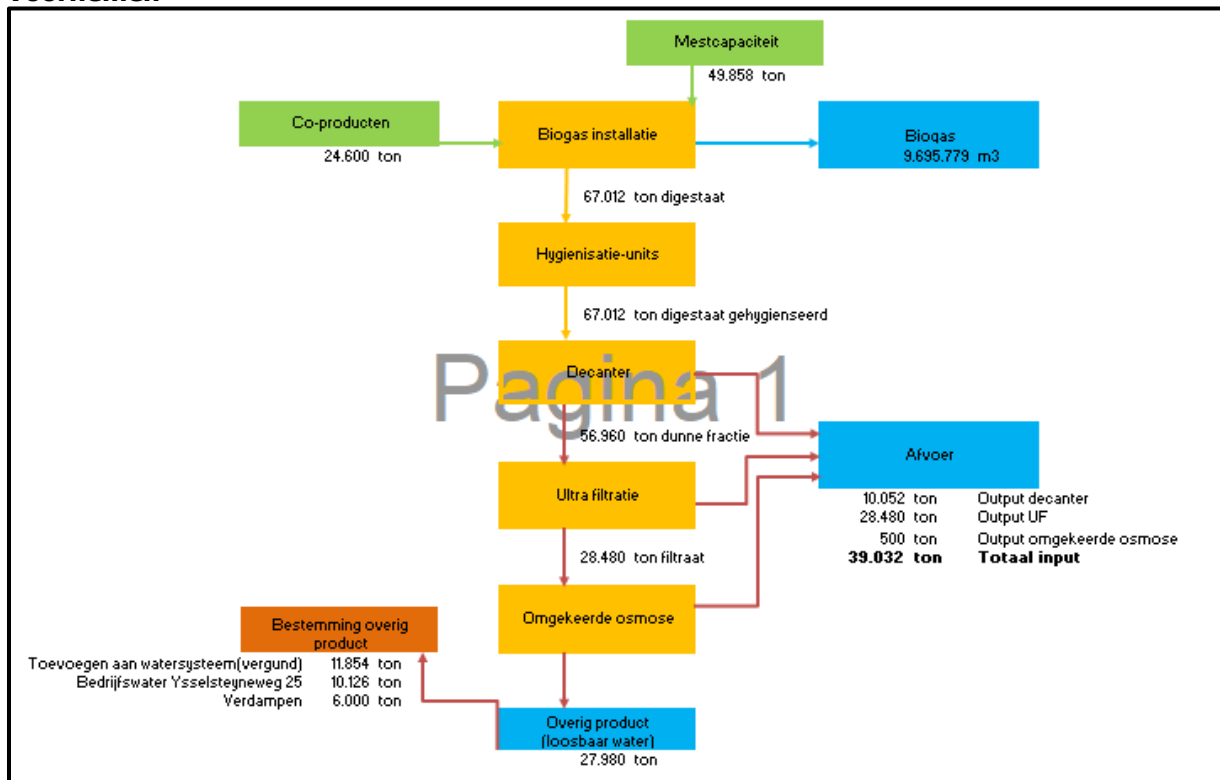 Mestcapaciteit
49.858 ton
Co-producten
24.600 ton
Biogas installatie
Biogas
9.695.779 m3
67.012 ton digestaat
Hygienisatie-units
67.012 ton digestaat gehygienseerd
Pagina 1
Decanter
56.960 ton dunne fractie
Afvoer
10.052 ton Output decanter
28.480 ton Output UF
500 ton Output omgekeerde osmose
39.032 ton Totaal input
Ultra filtratie
28.480 ton filtraat
Omgekeerde osmose
Bestemming overig
product
Toevoegen aan watersysteem(vergund) 11.854 ton
Bedrijfswater Ysselsteyneweg 25 10.126 ton
Verdampen 6.000 ton
Overig product
(loosbaar water)
27.980 ton